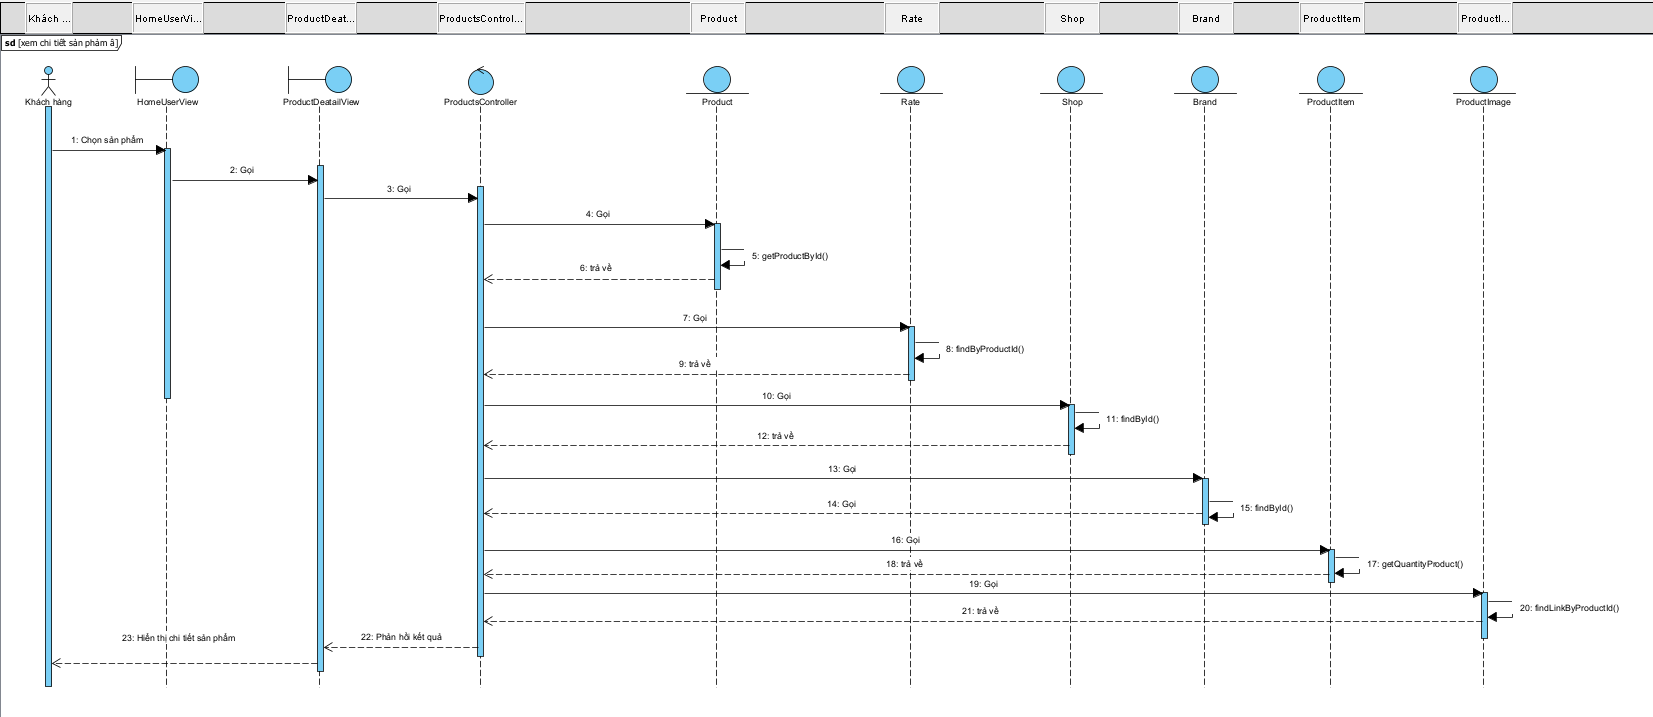 Khách ...
HomeUserVi...
ProductDeat...
ProductsControl...
Product
Rate
Shop
Brand
ProductItem
ProductI...
sd [xem chi tiết sản phẩm â]
Khách hàng
HomeUserView
ProductDeatailView
ProductsController
Product
Rate
Shop
Brand
ProductItem
ProductImage
1: Chọn sản phẩm
2: Gọi
3: Gọi
4: Gọi
5: getProductById()
6: trả về
7: Gọi
8: findByProductId()
9: trả về
10: Gọi
11: findById()
12: trả về
13: Gọi
14: Gọi
15: findById()
16: Gọi
17: getQuantityProduct()
18: trả về
19: Gọi
20: findLinkByProductId()
21: trả về
22: Phản hồi kết quả
23: Hiển thị chi tiết sản phẩm